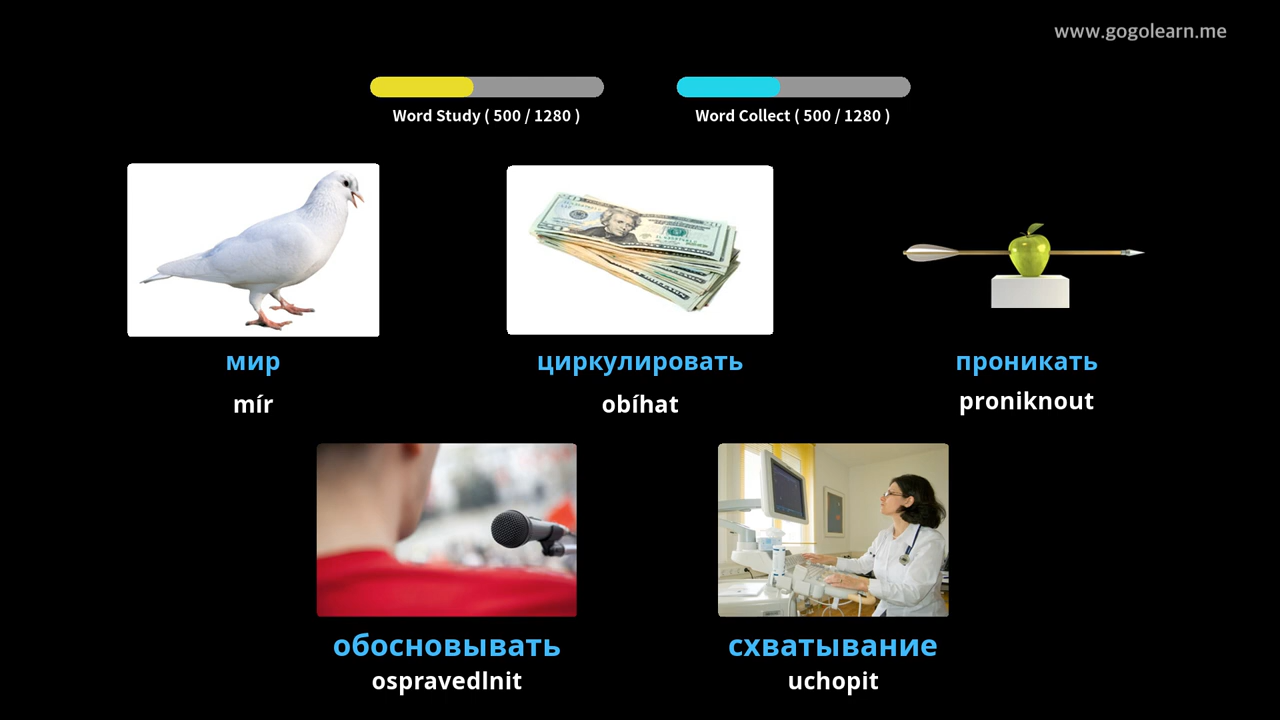 www.gogolearn.me
Word Study ( 500 / 1280 )
Word Collect ( 500 / 1280 )
мир
циркулировать
проникать
mír
obíhat
proniknout
обосновывать
схватывание
ospravedlnit
uchopit